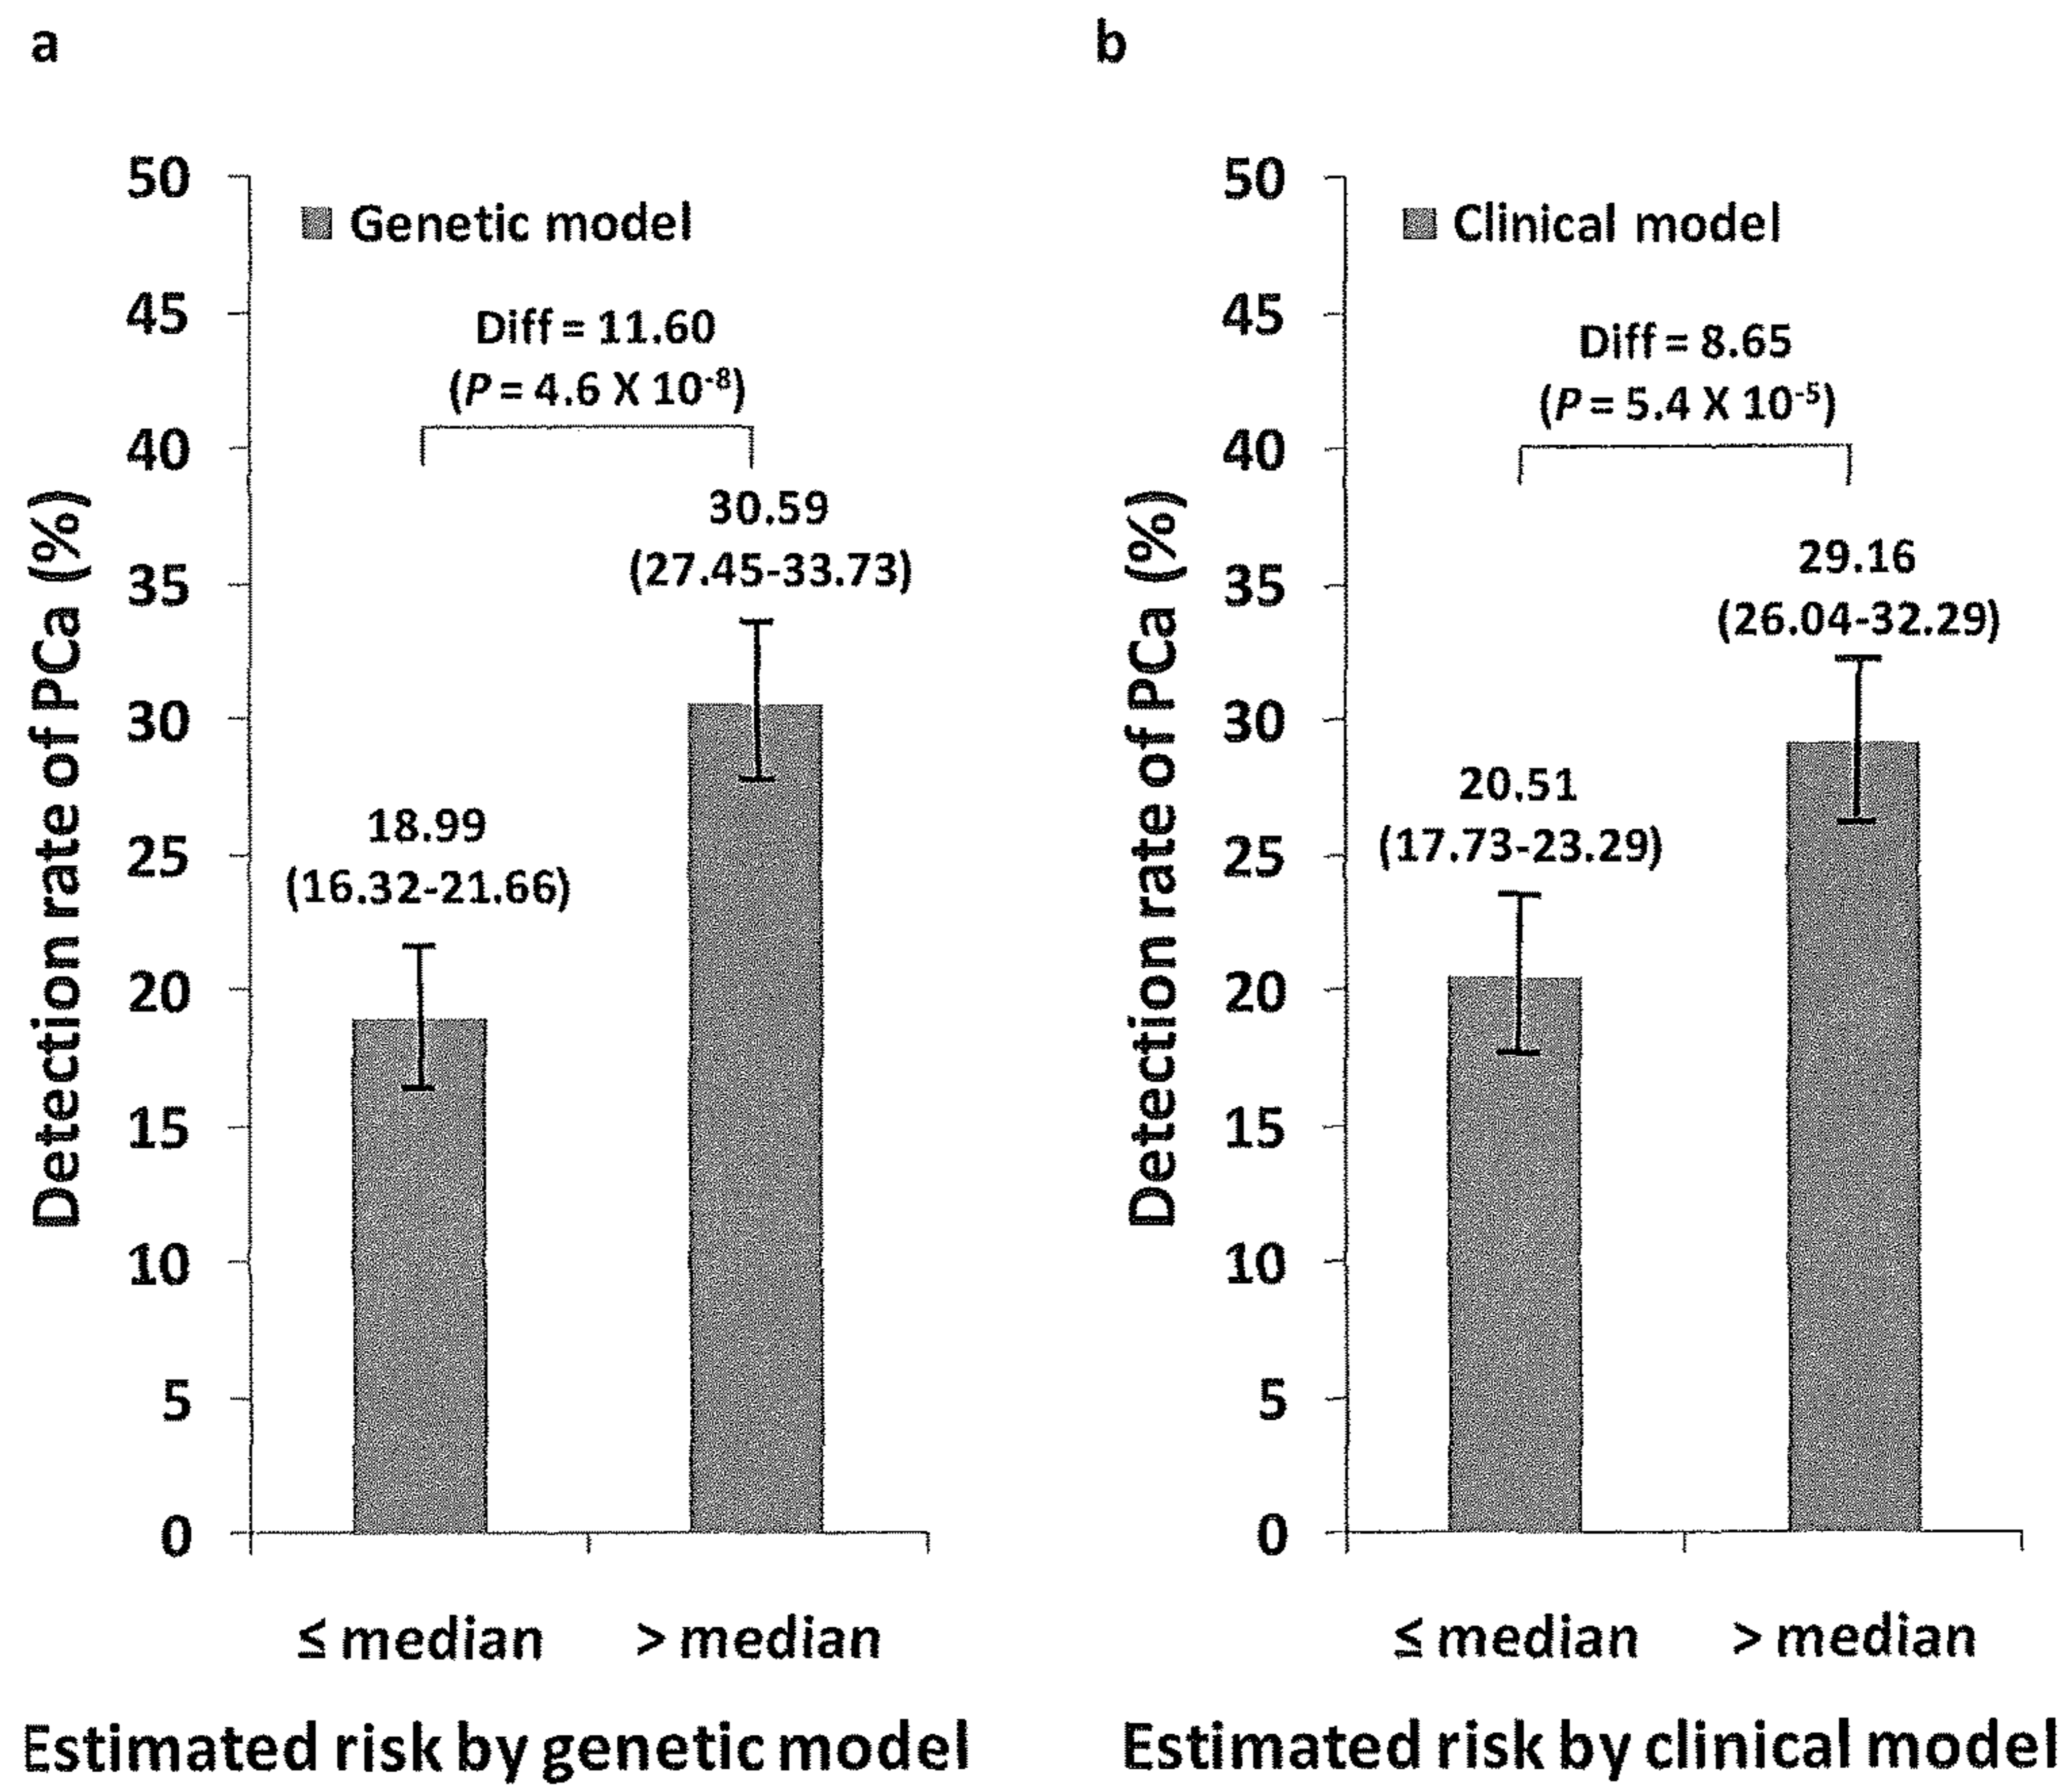 a
50
45
40
35
30
25
20
15
10
5
0
Detection rate of PCa (%)
Genetic model
Diff = 11.60
(P = 4.6 X 10⁻⁸)
30.59
(27.45-33.73)
18.99
(16.32-21.66)
≤ median > median
Estimated risk by genetic model
b
50
45
40
35
30
25
20
15
10
5
0
Detection rate of PCa (%)
Clinical model
Diff = 8.65
(P = 5.4 X 10⁻⁵)
29.16
(26.04-32.29)
20.51
(17.73-23.29)
≤ median > median
Estimated risk by clinical model